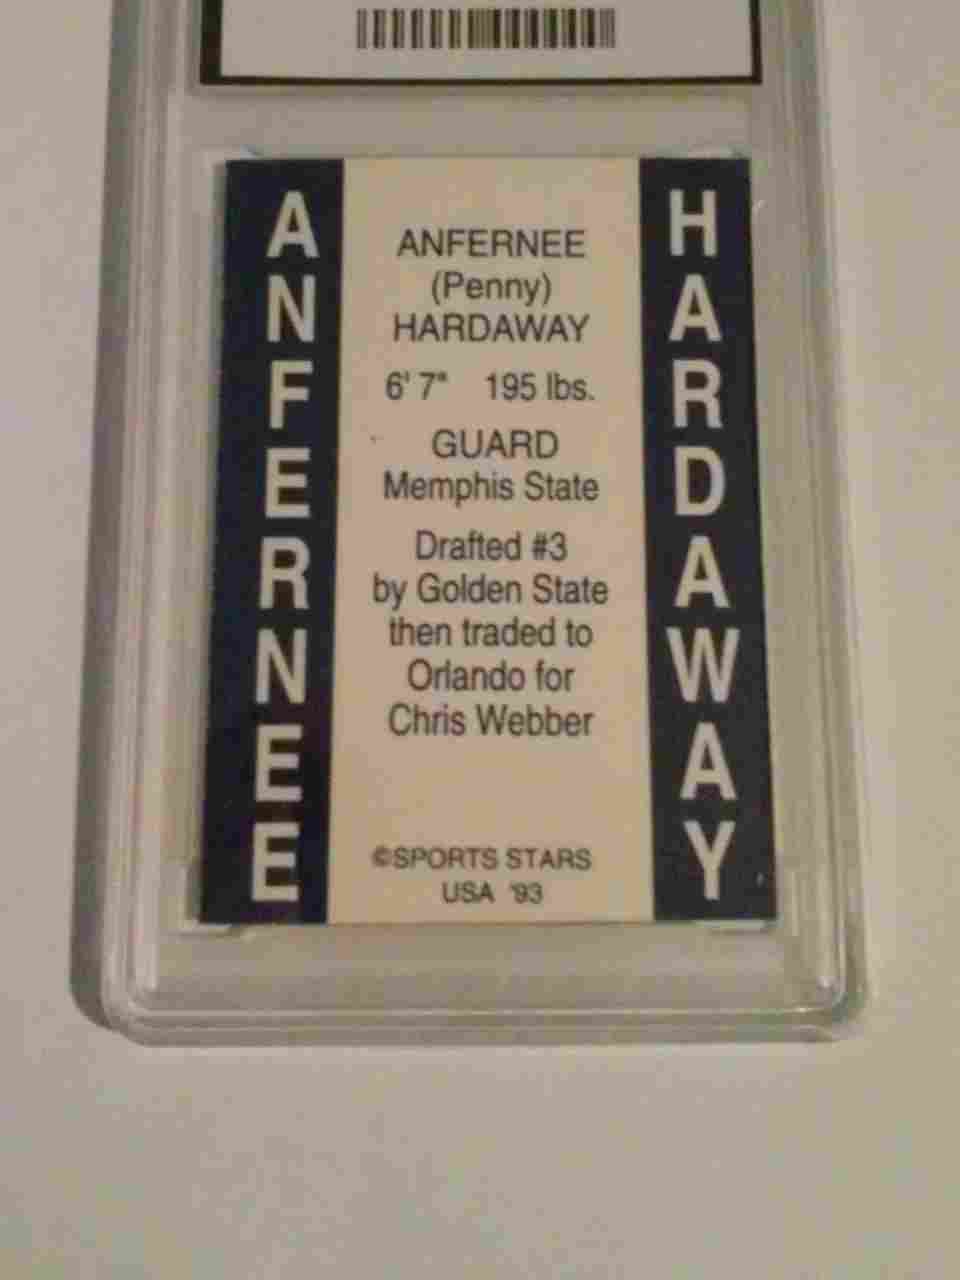 ANFERNEE
ANFERNEE
(Penny)
HARDAWAY
6' 7" 195 lbs.
GUARD
Memphis State
Drafted #3
by Golden State
then traded to
Orlando for
Chris Webber
©SPORTS STARS
USA '93
HARDAWAY